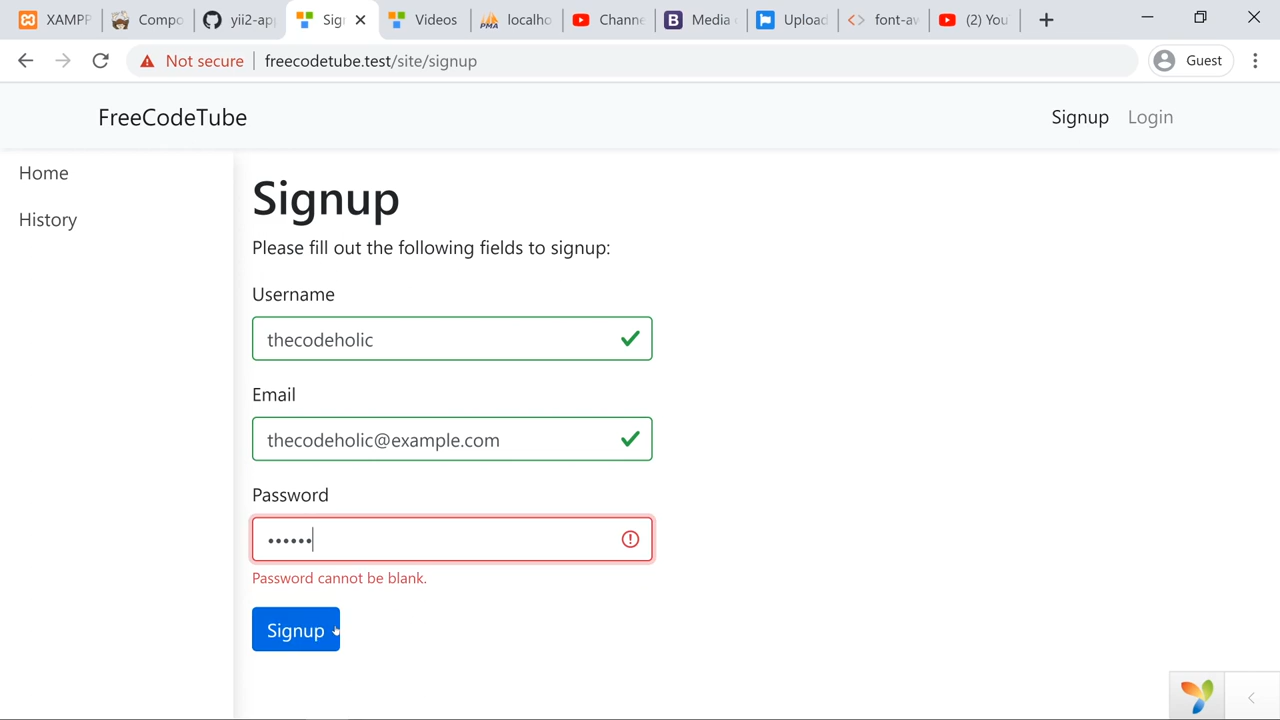 XAMPP
Compo
yii2-ap
Sig
Videos
localho
Channe
Media
Upload
font-av
(2) You
Not secure
freecodetube.test/site/signup
Guest
FreeCodeTube
Signup
Login
Home
History
Signup
Please fill out the following fields to signup:
Username
thecodeholic
Email
thecodeholic@example.com
Password
••••••
Password cannot be blank.
Signup